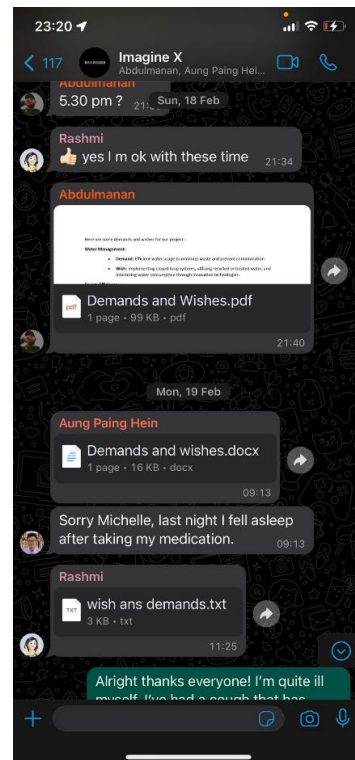 23:20
117
Imagine X
Abdulmanan, Aung Paing Hei...
Abdulmanan
5.30 pm ?
Sun, 18 Feb
Rashmi
👍🏻 yes I m ok with these time 21:34
Abdulmanan
Here are some demands and wishes for our project :
Water Management:
• Demand: Efficient water usage to minimize waste and prevent contamination.
• Wish: Implementing closed-loop systems, utilizing recycled or treated water, and
minimizing water consumption through innovative technologies.
pdf
Demands and Wishes.pdf
1 page • 99 KB • pdf
21:40
Mon, 19 Feb
Aung Paing Hein
Demands and wishes.docx
1 page • 16 KB • docx
09:13
Sorry Michelle, last night I fell asleep
after taking my medication. 09:13
Rashmi
TXT
wish ans demands.txt
3 KB • txt
11:25
Alright thanks everyone! I'm quite ill
myself. I've had a cough that has